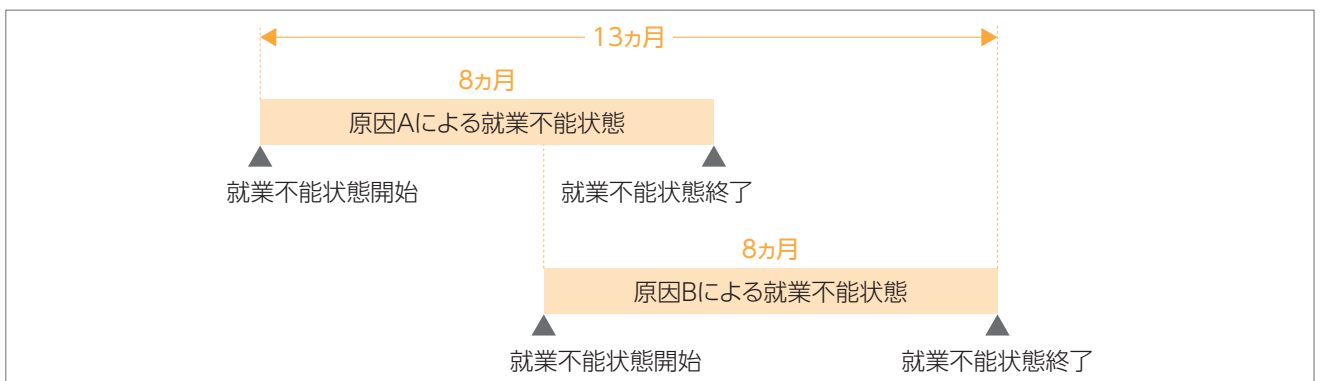 13ヵ月
8ヵ月
原因Aによる就業不能状態
就業不能状態開始
就業不能状態終了
8ヵ月
原因Bによる就業不能状態
就業不能状態開始
就業不能状態終了